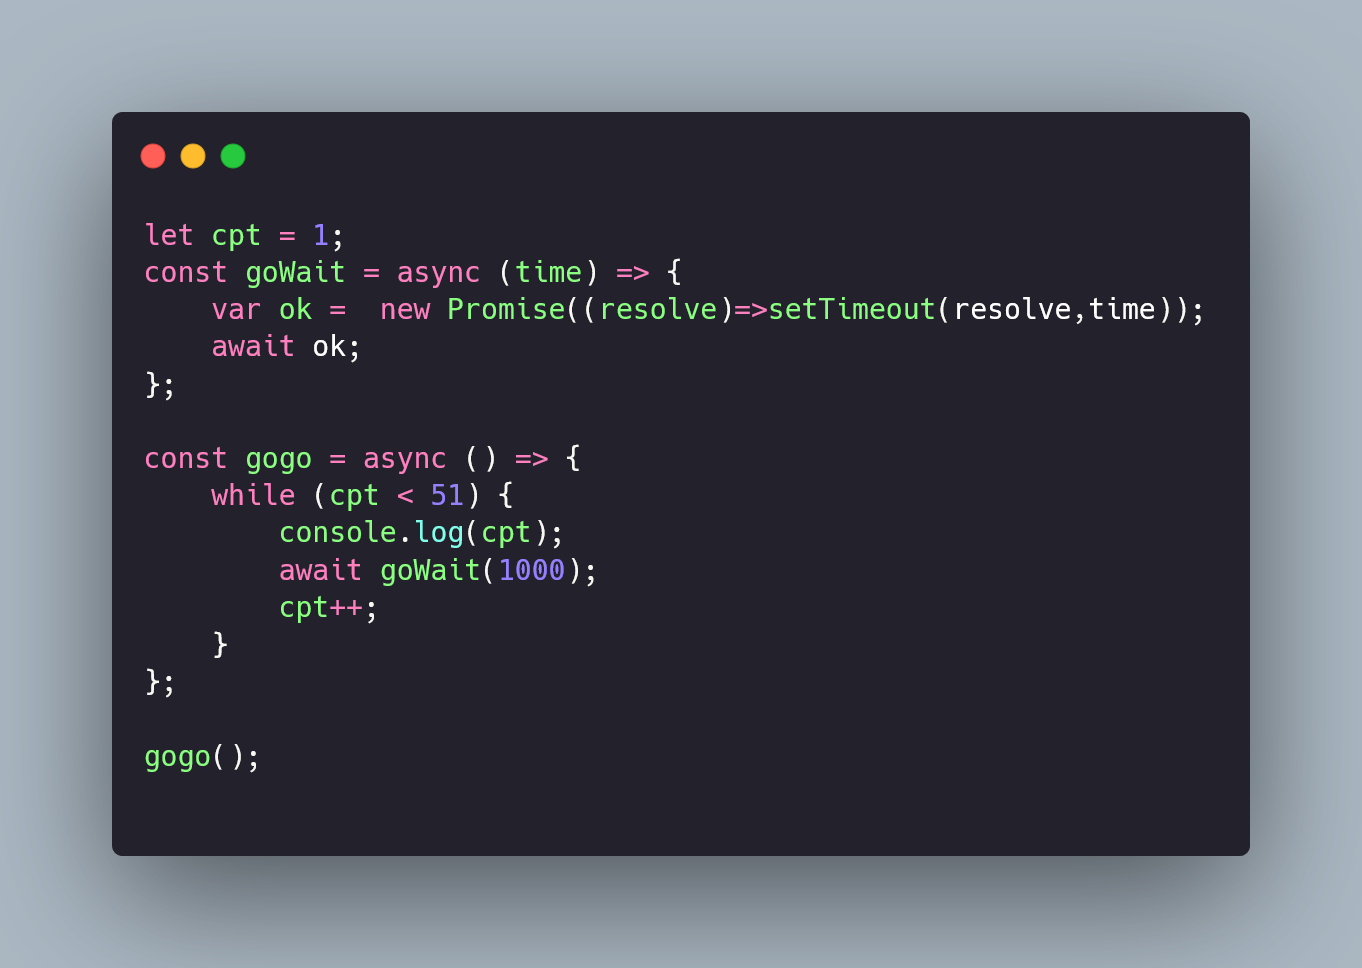 let cpt = 1;
const goWait = async (time) => {
    var ok =  new Promise((resolve)=>setTimeout(resolve,time));
    await ok;
};

const gogo = async () => {
    while (cpt < 51) {
        console.log(cpt);
        await goWait(1000);
        cpt++;
    }
};

gogo();